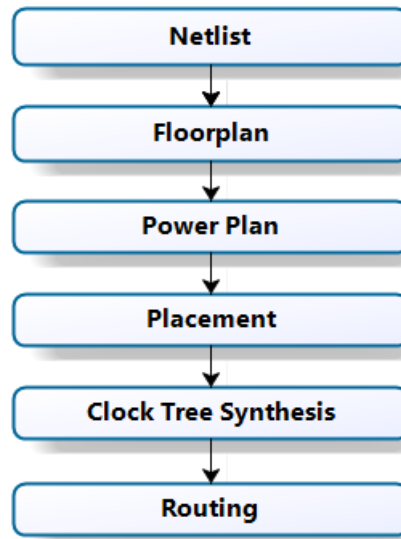 Netlist
Floorplan
Power Plan
Placement
Clock Tree Synthesis
Routing